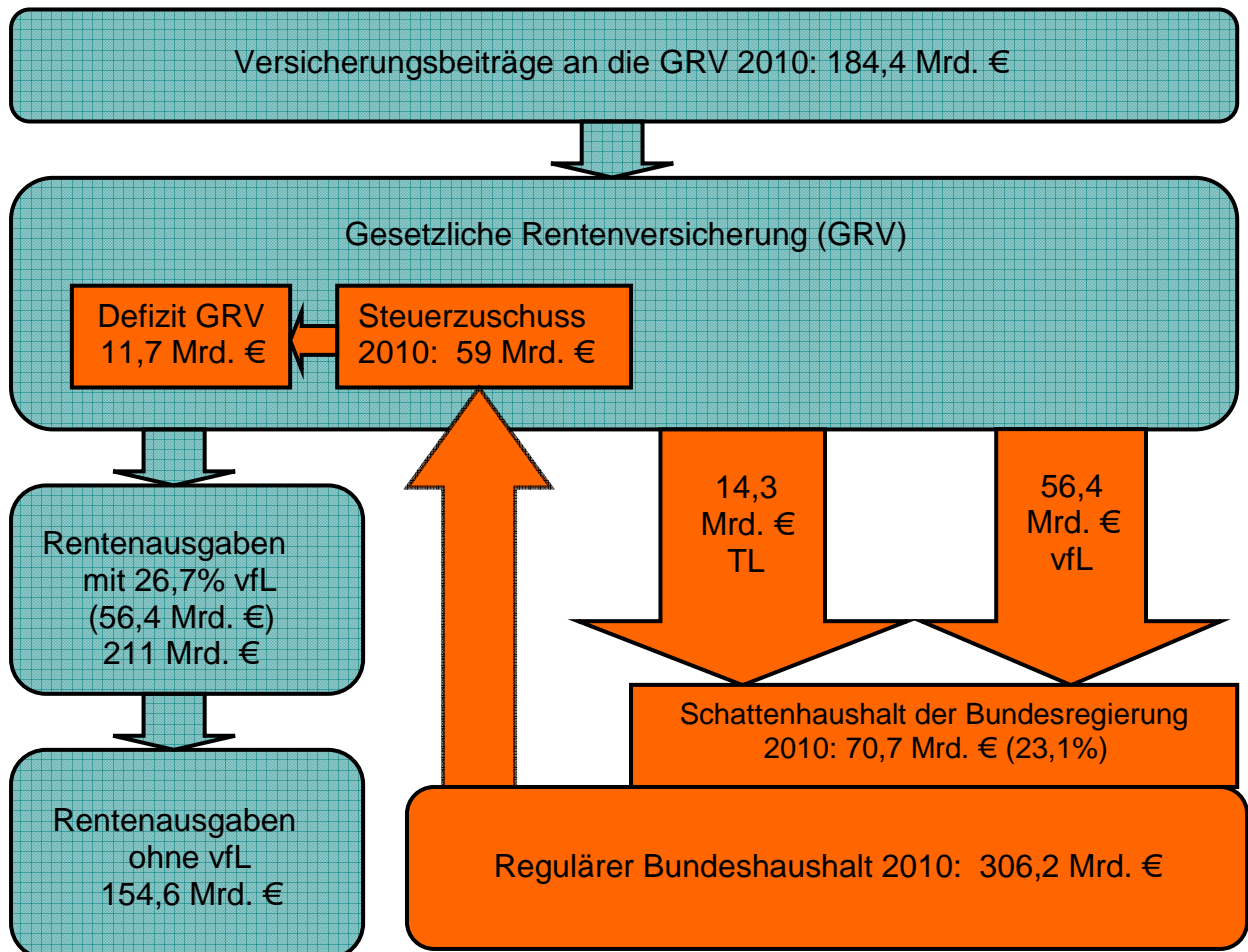 Versicherungsbeiträge an die GRV 2010: 184,4 Mrd. €
Gesetzliche Rentenversicherung (GRV)
Defizit GRV
11,7 Mrd. €
Steuerzuschuss
2010:  59 Mrd. €
14,3
Mrd. €
TL
56,4
Mrd. €
vfL
Rentenausgaben
mit 26,7% vfL
(56,4 Mrd. €)
211 Mrd. €
Schattenhaushalt der Bundesregierung
2010: 70,7 Mrd. € (23,1%)
Rentenausgaben
ohne vfL
154,6 Mrd. €
Regulärer Bundeshaushalt 2010:  306,2 Mrd. €